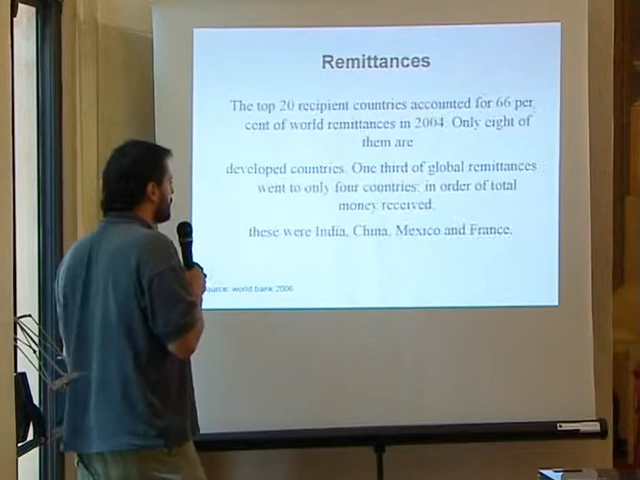 Remittances
The top 20 recipient countries accounted for 66 per
cent of world remittances in 2004. Only eight of
them are
developed countries. One third of global remittances
went to only four countries: in order of total
money received,
these were India, China, Mexico and France.
ource: world bank 2006